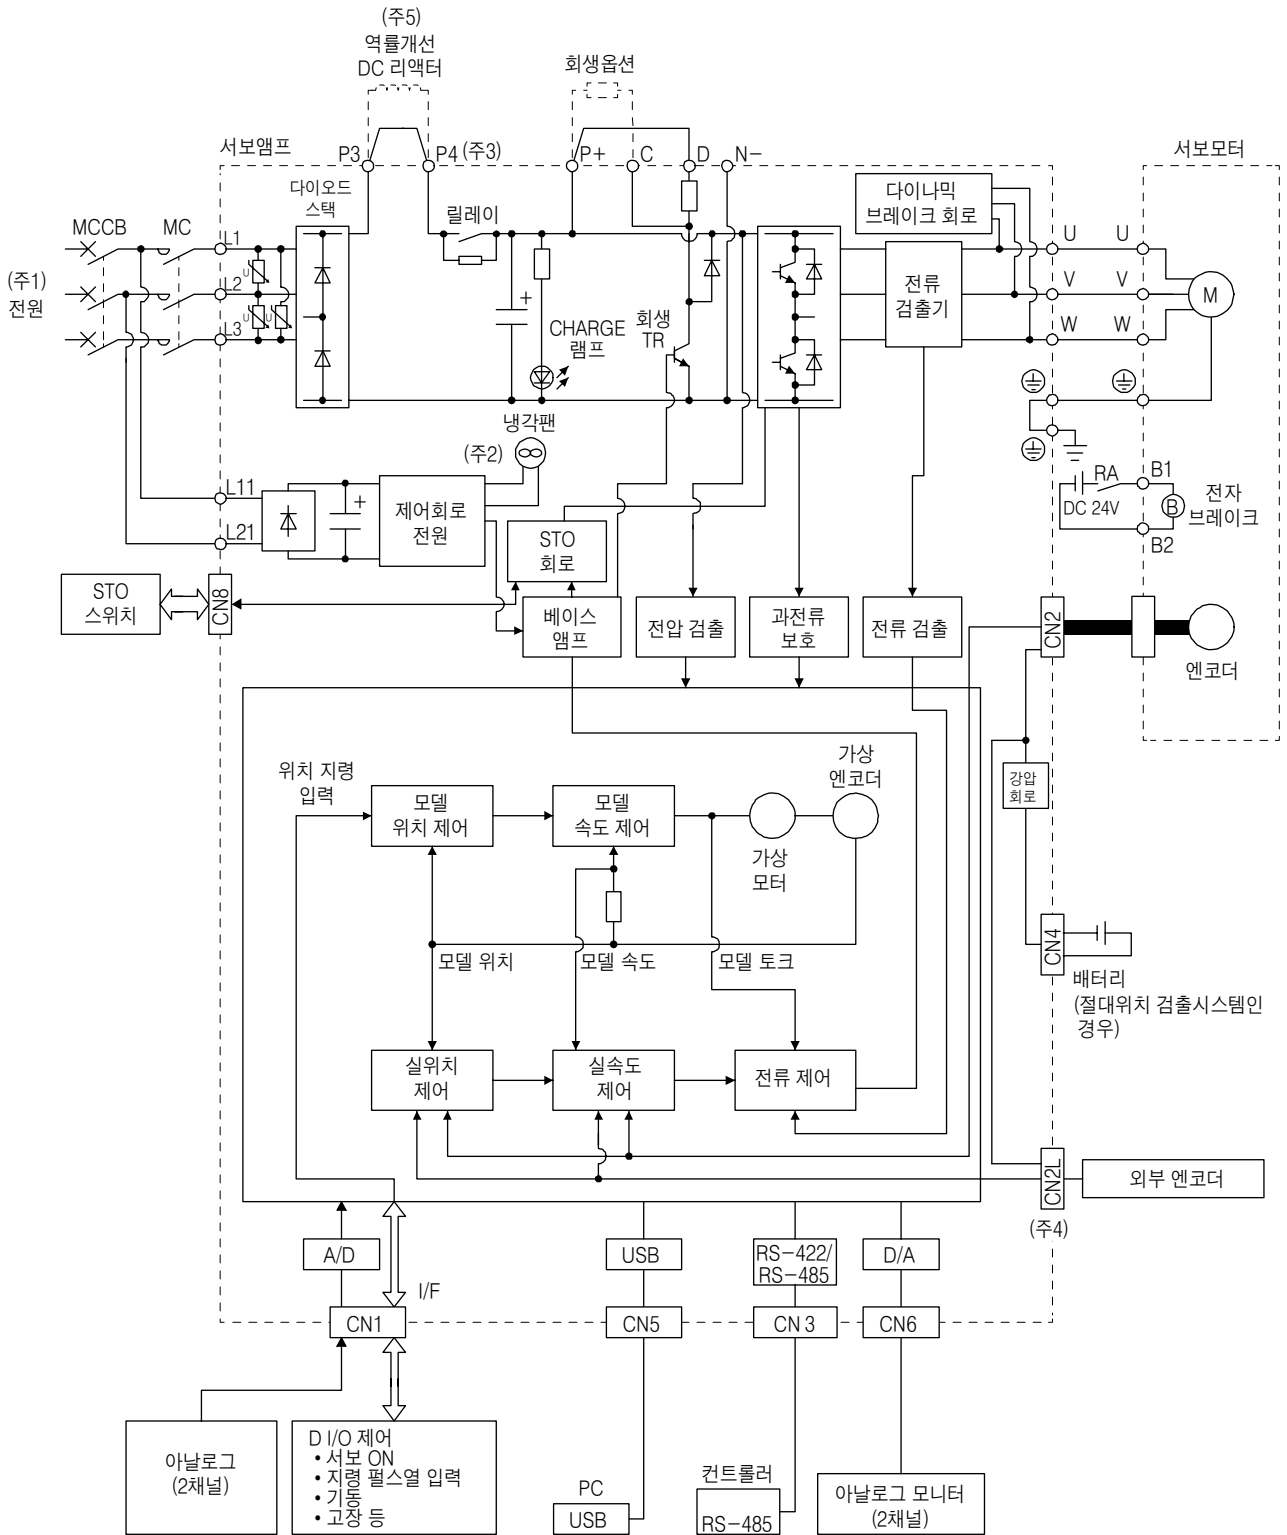 (주5)
역률개선
DC 리액터
회생옵션
서보앰프
P3
P4 (주3)
P+
C
D
N−
서보모터
다이오드
스택
릴레이
다이나믹
브레이크 회로
MCCB
MC
L1
U
U
(주1)
전원
U
L2
전류
검출기
V
V
M
U
U
L3
+
CHARGE
램프
회생
TR
W
W
냉각팬
(주2)
L11
+
제어회로
전원
RA
B1
DC 24V
B
전자
브레이크
L21
STO
회로
B2
STO
스위치
CN8
베이스
앰프
전압 검출
과전류
보호
전류 검출
CN2
엔코더
위치 지령
입력
가상
엔코더
모델
위치 제어
모델
속도 제어
강압
회로
가상
모터
모델 위치
모델 속도
모델 토크
CN4
배터리
(절대위치 검출시스템인
경우)
실위치
제어
실속도
제어
전류 제어
CN2L
외부 엔코더
(주4)
A/D
USB
RS−422/
RS−485
D/A
I/F
CN1
CN5
CN 3
CN6
아날로그
(2채널)
D I/O 제어
• 서보 ON
• 지령 펄스열 입력
• 기동
• 고장 등
PC
USB
컨트롤러
RS−485
아날로그 모니터
(2채널)